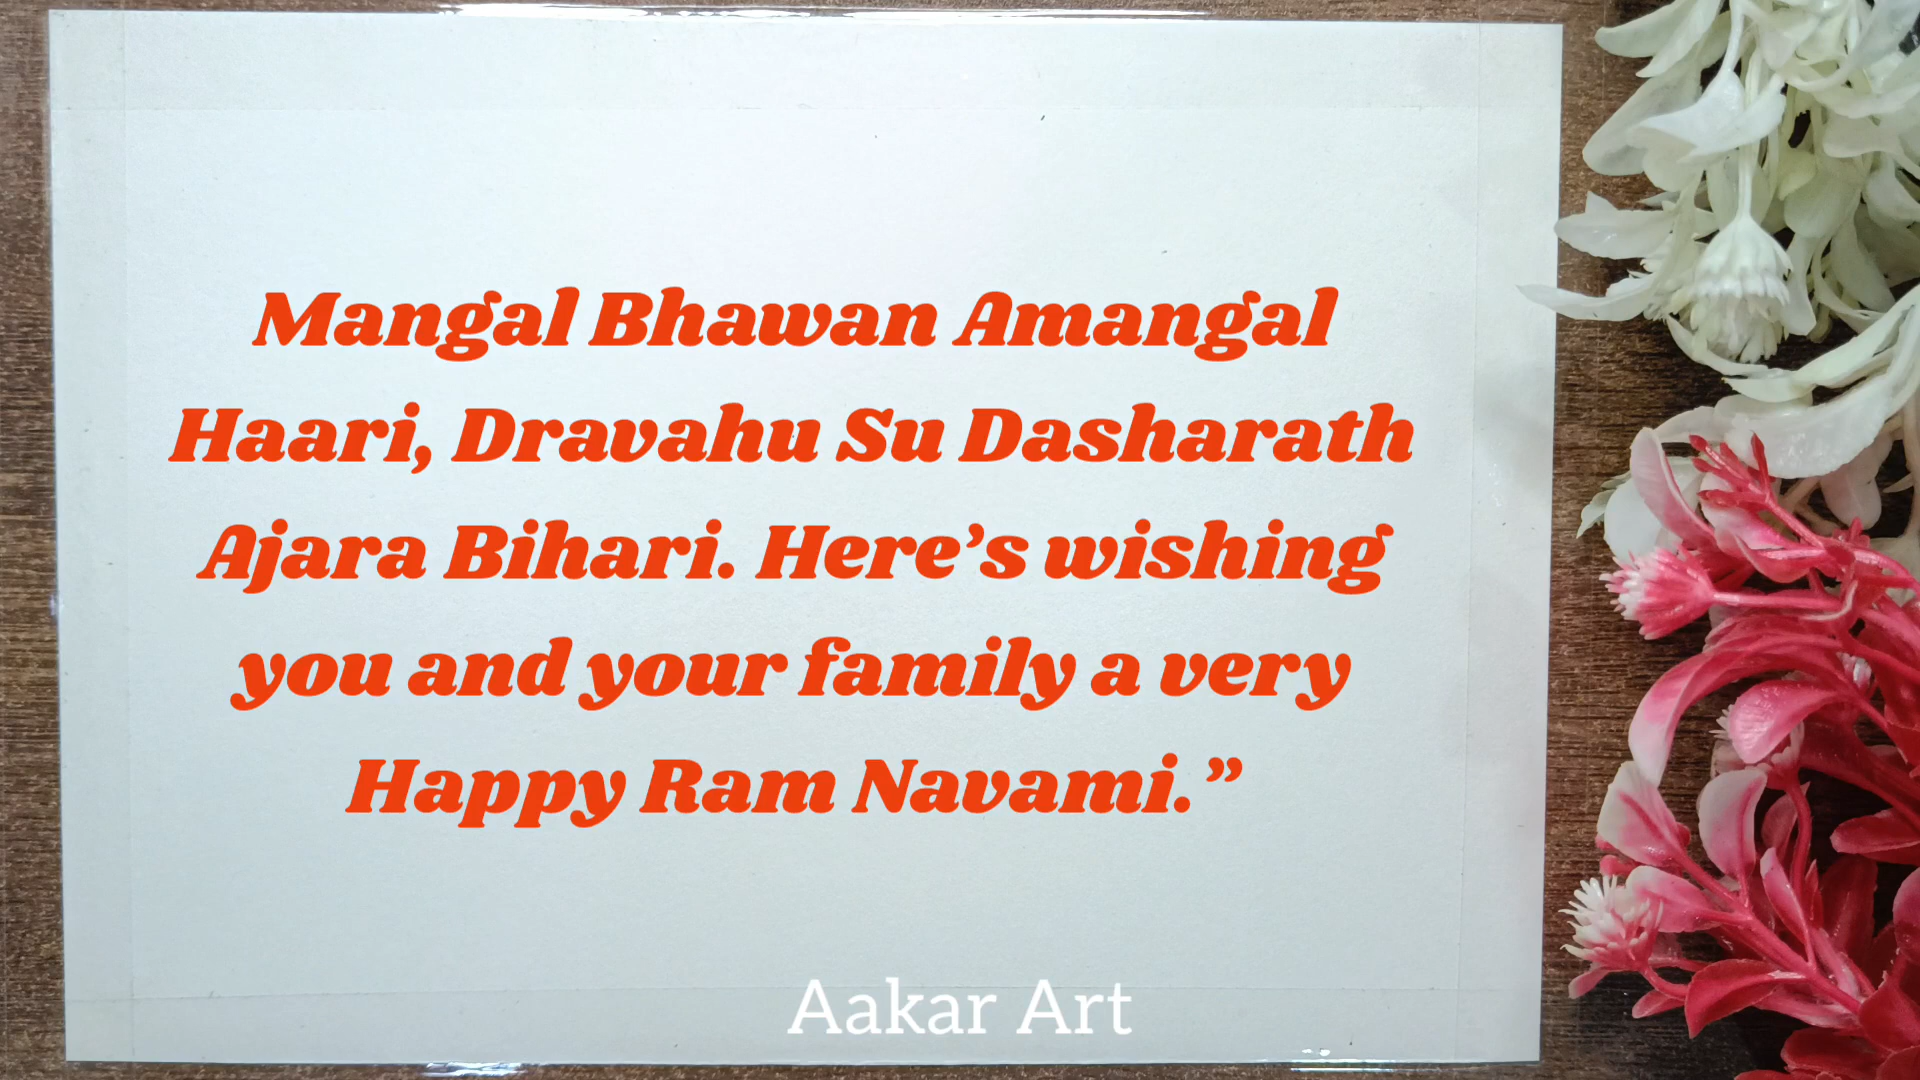 Mangal Bhawan Amangal
Haari, Dravahu Su Dasharath
Ajara Bihari. Here’s wishing
you and your family a very
Happy Ram Navami.”
Aakar Art